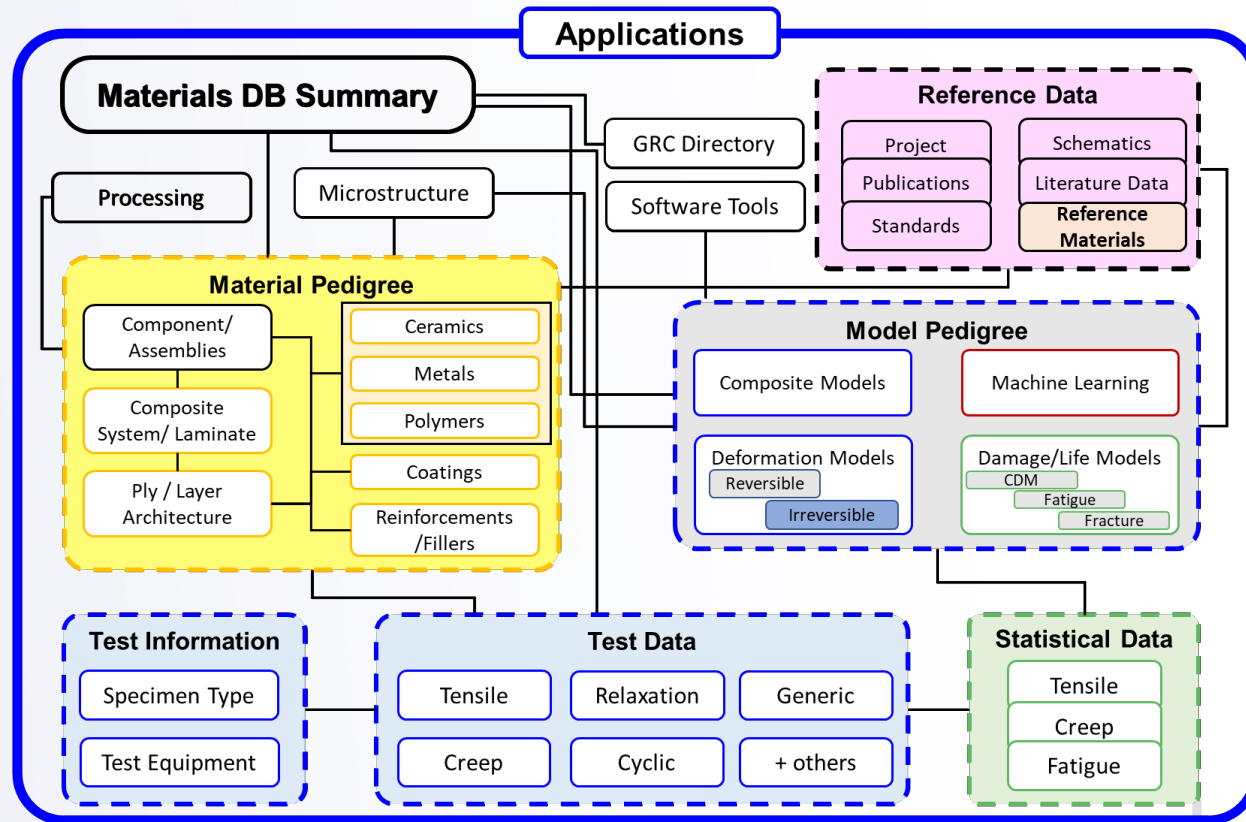 Applications
Materials DB Summary
Processing
Microstructure
GRC Directory
Software Tools
Reference Data
Project
Publications
Standards
Schematics
Literature Data
Reference
Materials
Material Pedigree
Component/
Assemblies
Composite
System/ Laminate
Ply / Layer
Architecture
Ceramics
Metals
Polymers
Coatings
Reinforcements
/Fillers
Model Pedigree
Composite Models
Machine Learning
Deformation Models
Reversible
Irreversible
Damage/Life Models
CDM
Fatigue
Fracture
Test Information
Specimen Type
Test Equipment
Test Data
Tensile
Relaxation
Generic
Creep
Cyclic
+ others
Statistical Data
Tensile
Creep
Fatigue